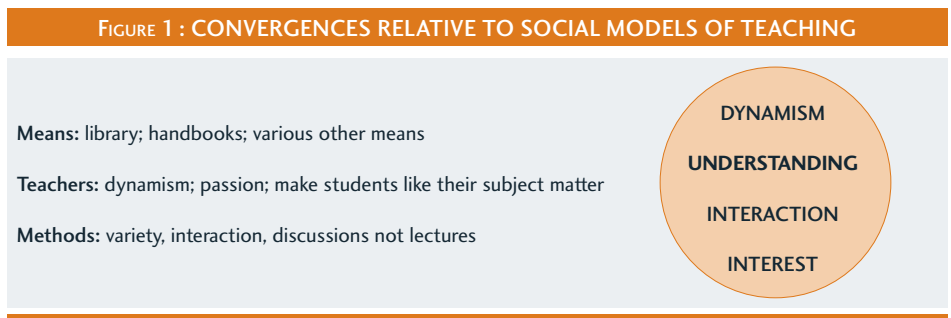 FIGURE 1 : CONVERGENCES RELATIVE TO SOCIAL MODELS OF TEACHING
Means: library; handbooks; various other means
Teachers: dynamism; passion; make students like their subject matter
Methods: variety, interaction, discussions not lectures
DYNAMISM
UNDERSTANDING
INTERACTION
INTEREST